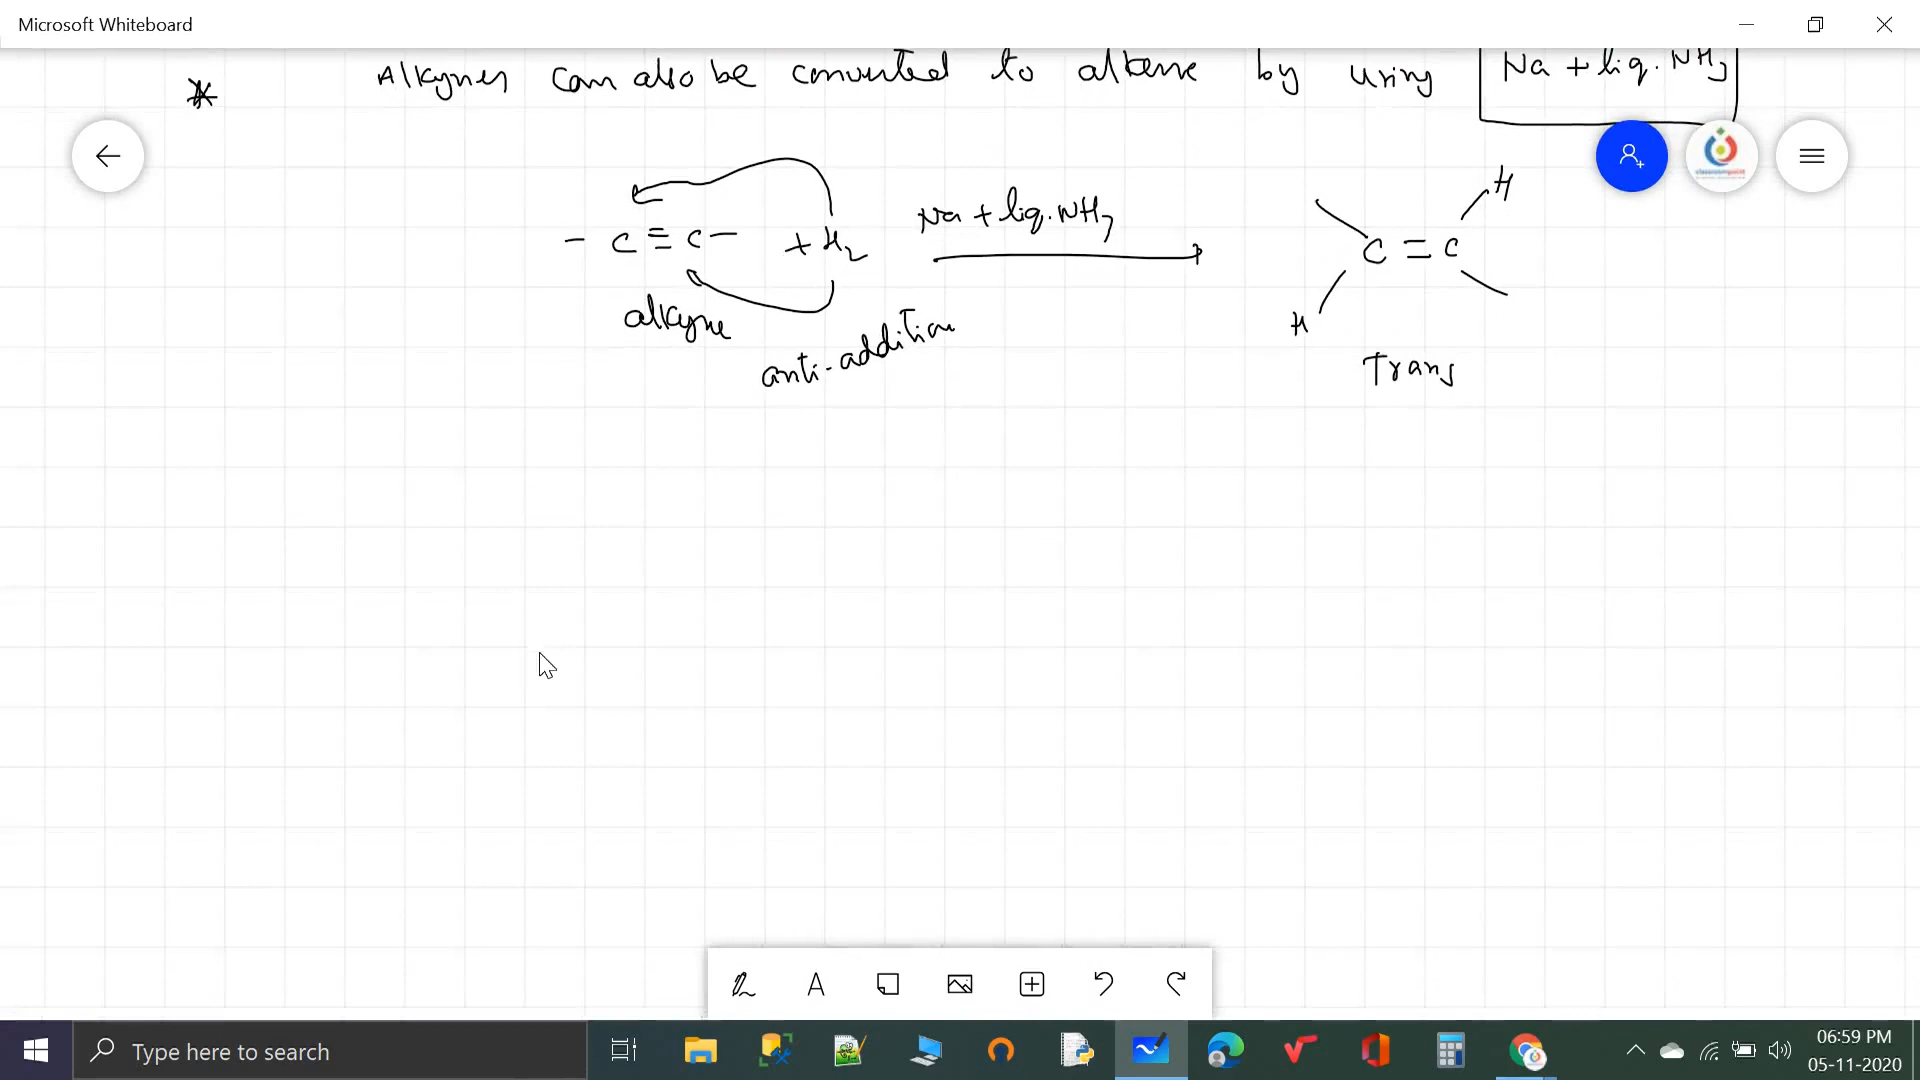 Microsoft Whiteboard
* Alkynes can also be converted to alkene by using Na + liq. NH3
- C ≡ C - + H2 Na + liq. NH3 C = C H H
alkyne
anti-addition
Trans
Type here to search
06:59 PM
05-11-2020